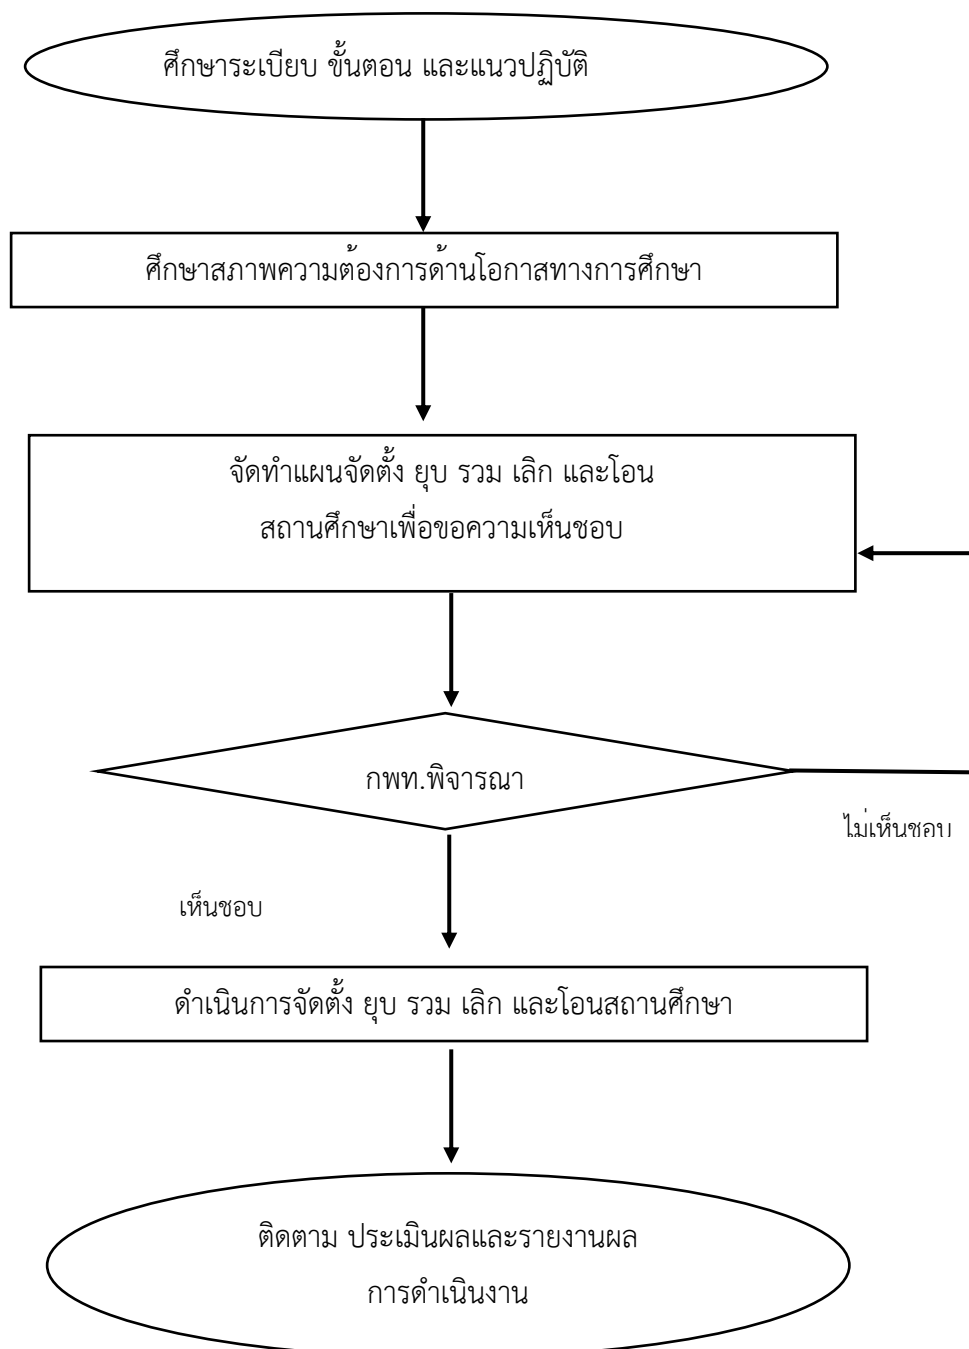 ศึกษาระเบียบ ขั้นตอน และแนวปฏิบัติ
ศึกษาสภาพความต้องการด้านโอกาสทางการศึกษา
จัดทำแผนจัดตั้ง ยุบ รวม เลิก และโอน
สถานศึกษาเพื่อขอความเห็นชอบ
กพท.พิจารณา
ไม่เห็นชอบ
เห็นชอบ
ดำเนินการจัดตั้ง ยุบ รวม เลิก และโอนสถานศึกษา
ติดตาม ประเมินผลและรายงานผล
การดำเนินงาน